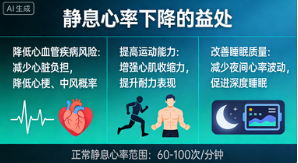 AI生成
静息心率下降的益处
降低心血管疾病风险:
减少心脏负担,
降低心梗、中风概率
提高运动能力:
增强心肌收缩力,
提升耐力表现
改善睡眠质量:
减少夜间心率波动,
促进深度睡眠
正常静息心率范围: 60-100次/分钟